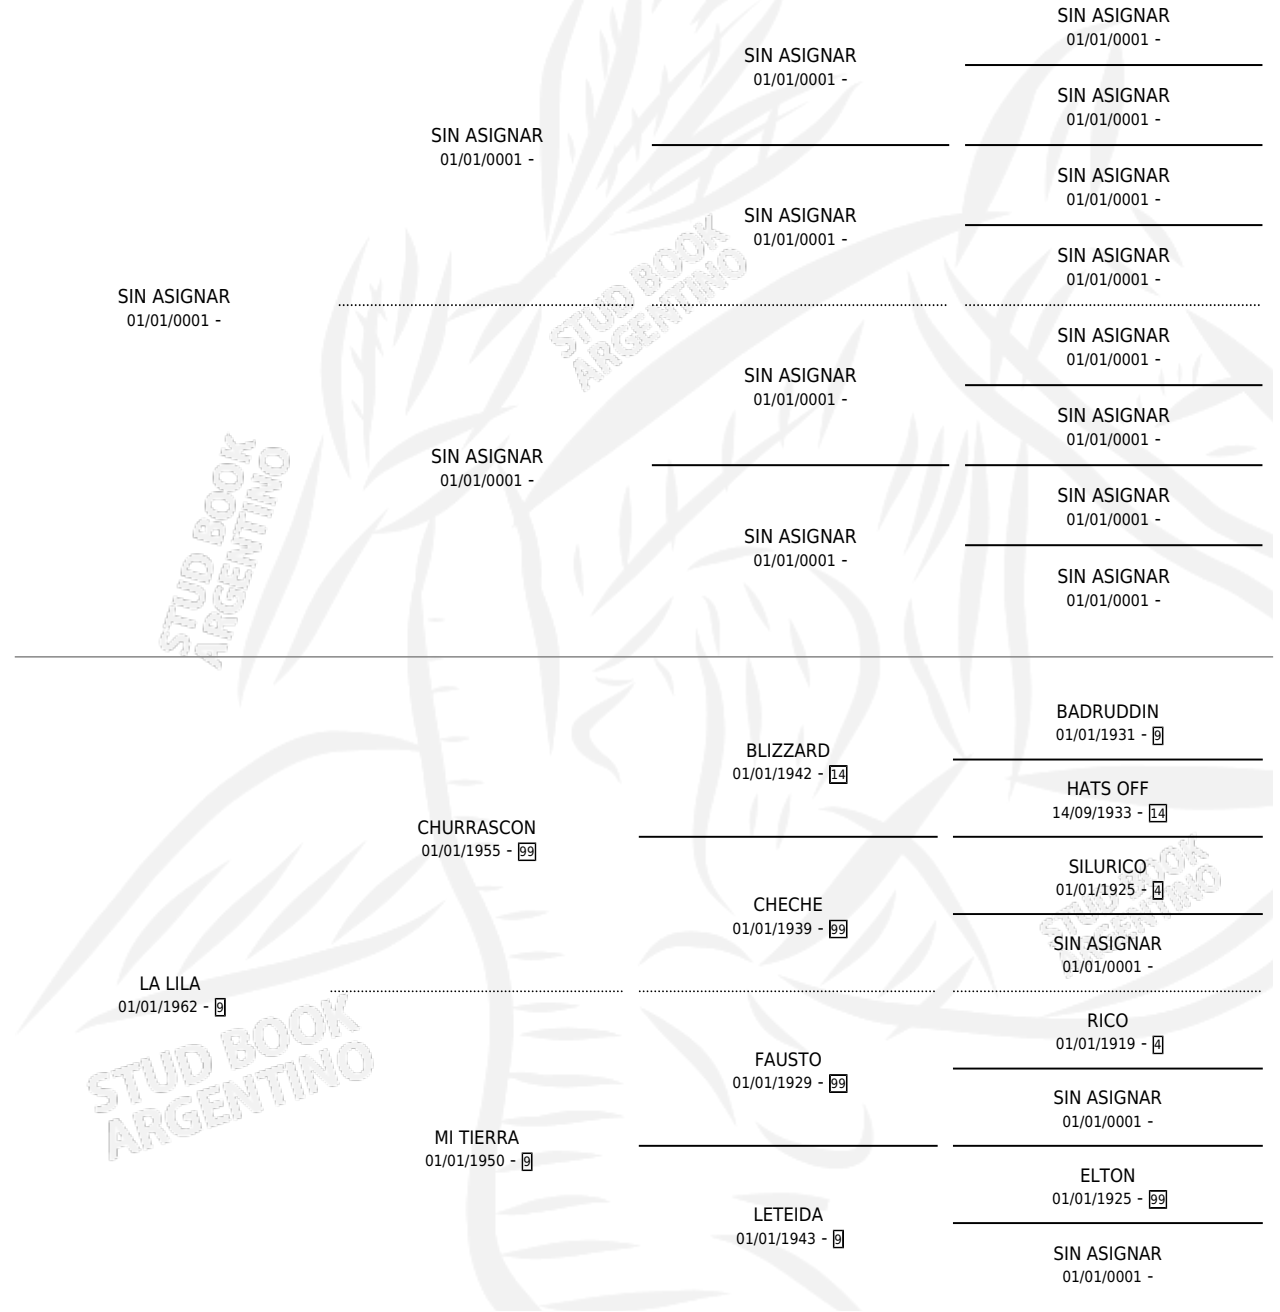 SIN ASIGNAR
01/01/0001 -
SIN ASIGNAR
01/01/0001 -
SIN ASIGNAR
01/01/0001 -
SIN ASIGNAR
01/01/0001 -
SIN ASIGNAR
01/01/0001 -
SIN ASIGNAR
01/01/0001 -
SIN ASIGNAR
01/01/0001 -
SIN ASIGNAR
01/01/0001 -
SIN ASIGNAR
01/01/0001 -
SIN ASIGNAR
01/01/0001 -
SIN ASIGNAR
01/01/0001 -
SIN ASIGNAR
01/01/0001 -
SIN ASIGNAR
01/01/0001 -
SIN ASIGNAR
01/01/0001 -
SIN ASIGNAR
01/01/0001 -
STUD BOOK
ARGENTINO
STUD BOOK
ARGENTINO
BADRUDDIN
01/01/1931 - 9
BLIZZARD
01/01/1942 - 14
HATS OFF
14/09/1933 - 14
CHURRASCON
01/01/1955 - 99
SILURICO
01/01/1925 - 4
CHECHE
01/01/1939 - 99
SIN ASIGNAR
01/01/0001 -
STUD BOOK
ARGENTINO
LA LILA
01/01/1962 - 9
RICO
01/01/1919 - 4
FAUSTO
01/01/1929 - 99
SIN ASIGNAR
01/01/0001 -
STUD BOOK
ARGENTINO
MI TIERRA
01/01/1950 - 9
ELTON
01/01/1925 - 99
LETEIDA
01/01/1943 - 9
SIN ASIGNAR
01/01/0001 -